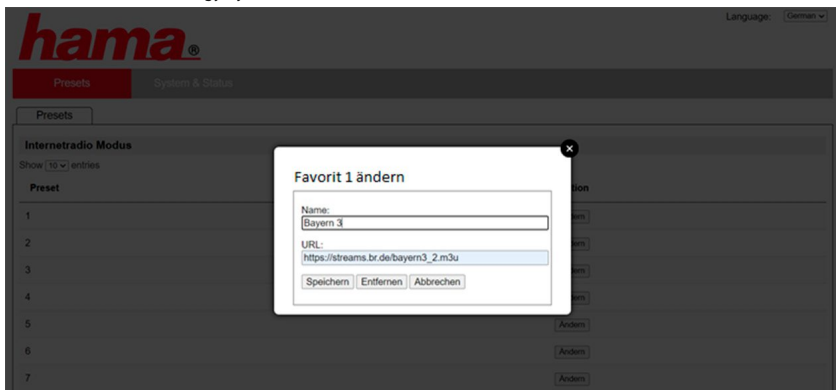 Language: German
hama®
Presets System & Status
Presets
Internetradio Modus
Show 10 entries
Preset
1
2
3
4
5 Ändern
6 Ändern
7 Ändern
Favorit 1 ändern
Name:
Bayern 3
URL:
https://streams.br.de/bayern3_2.m3u
Speichern Entfernen Abbrechen